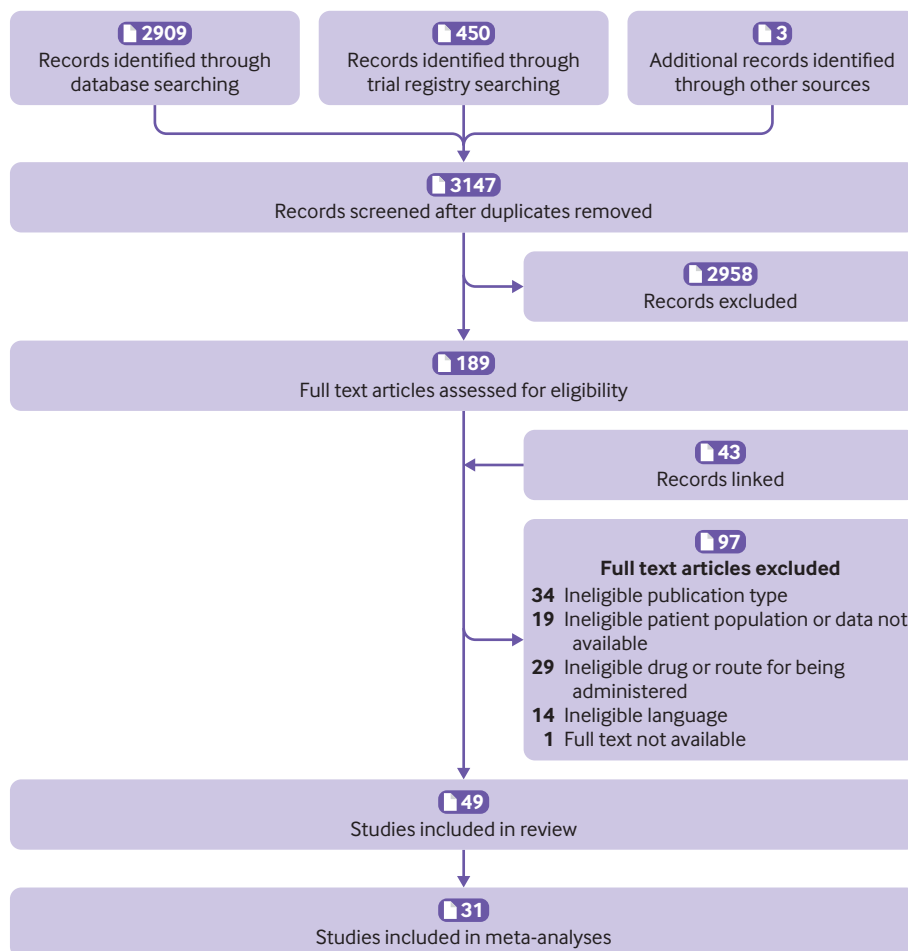 2909
Records identified through
database searching
450
Records identified through
trial registry searching
3
Additional records identified
through other sources
3147
Records screened after duplicates removed
2958
Records excluded
189
Full text articles assessed for eligibility
43
Records linked
97
Full text articles excluded
34 Ineligible publication type
19 Ineligible patient population or data not
available
29 Ineligible drug or route for being
administered
14 Ineligible language
1 Full text not available
49
Studies included in review
31
Studies included in meta-analyses